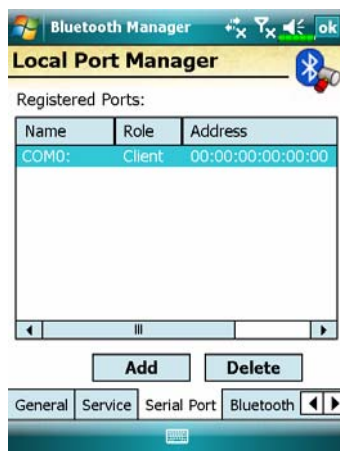 Bluetooth Manager ok
Local Port Manager
Registered Ports:
Name Role Address
COM0: Client 00:00:00:00:00:00
Add Delete
General Service Serial Port Bluetooth